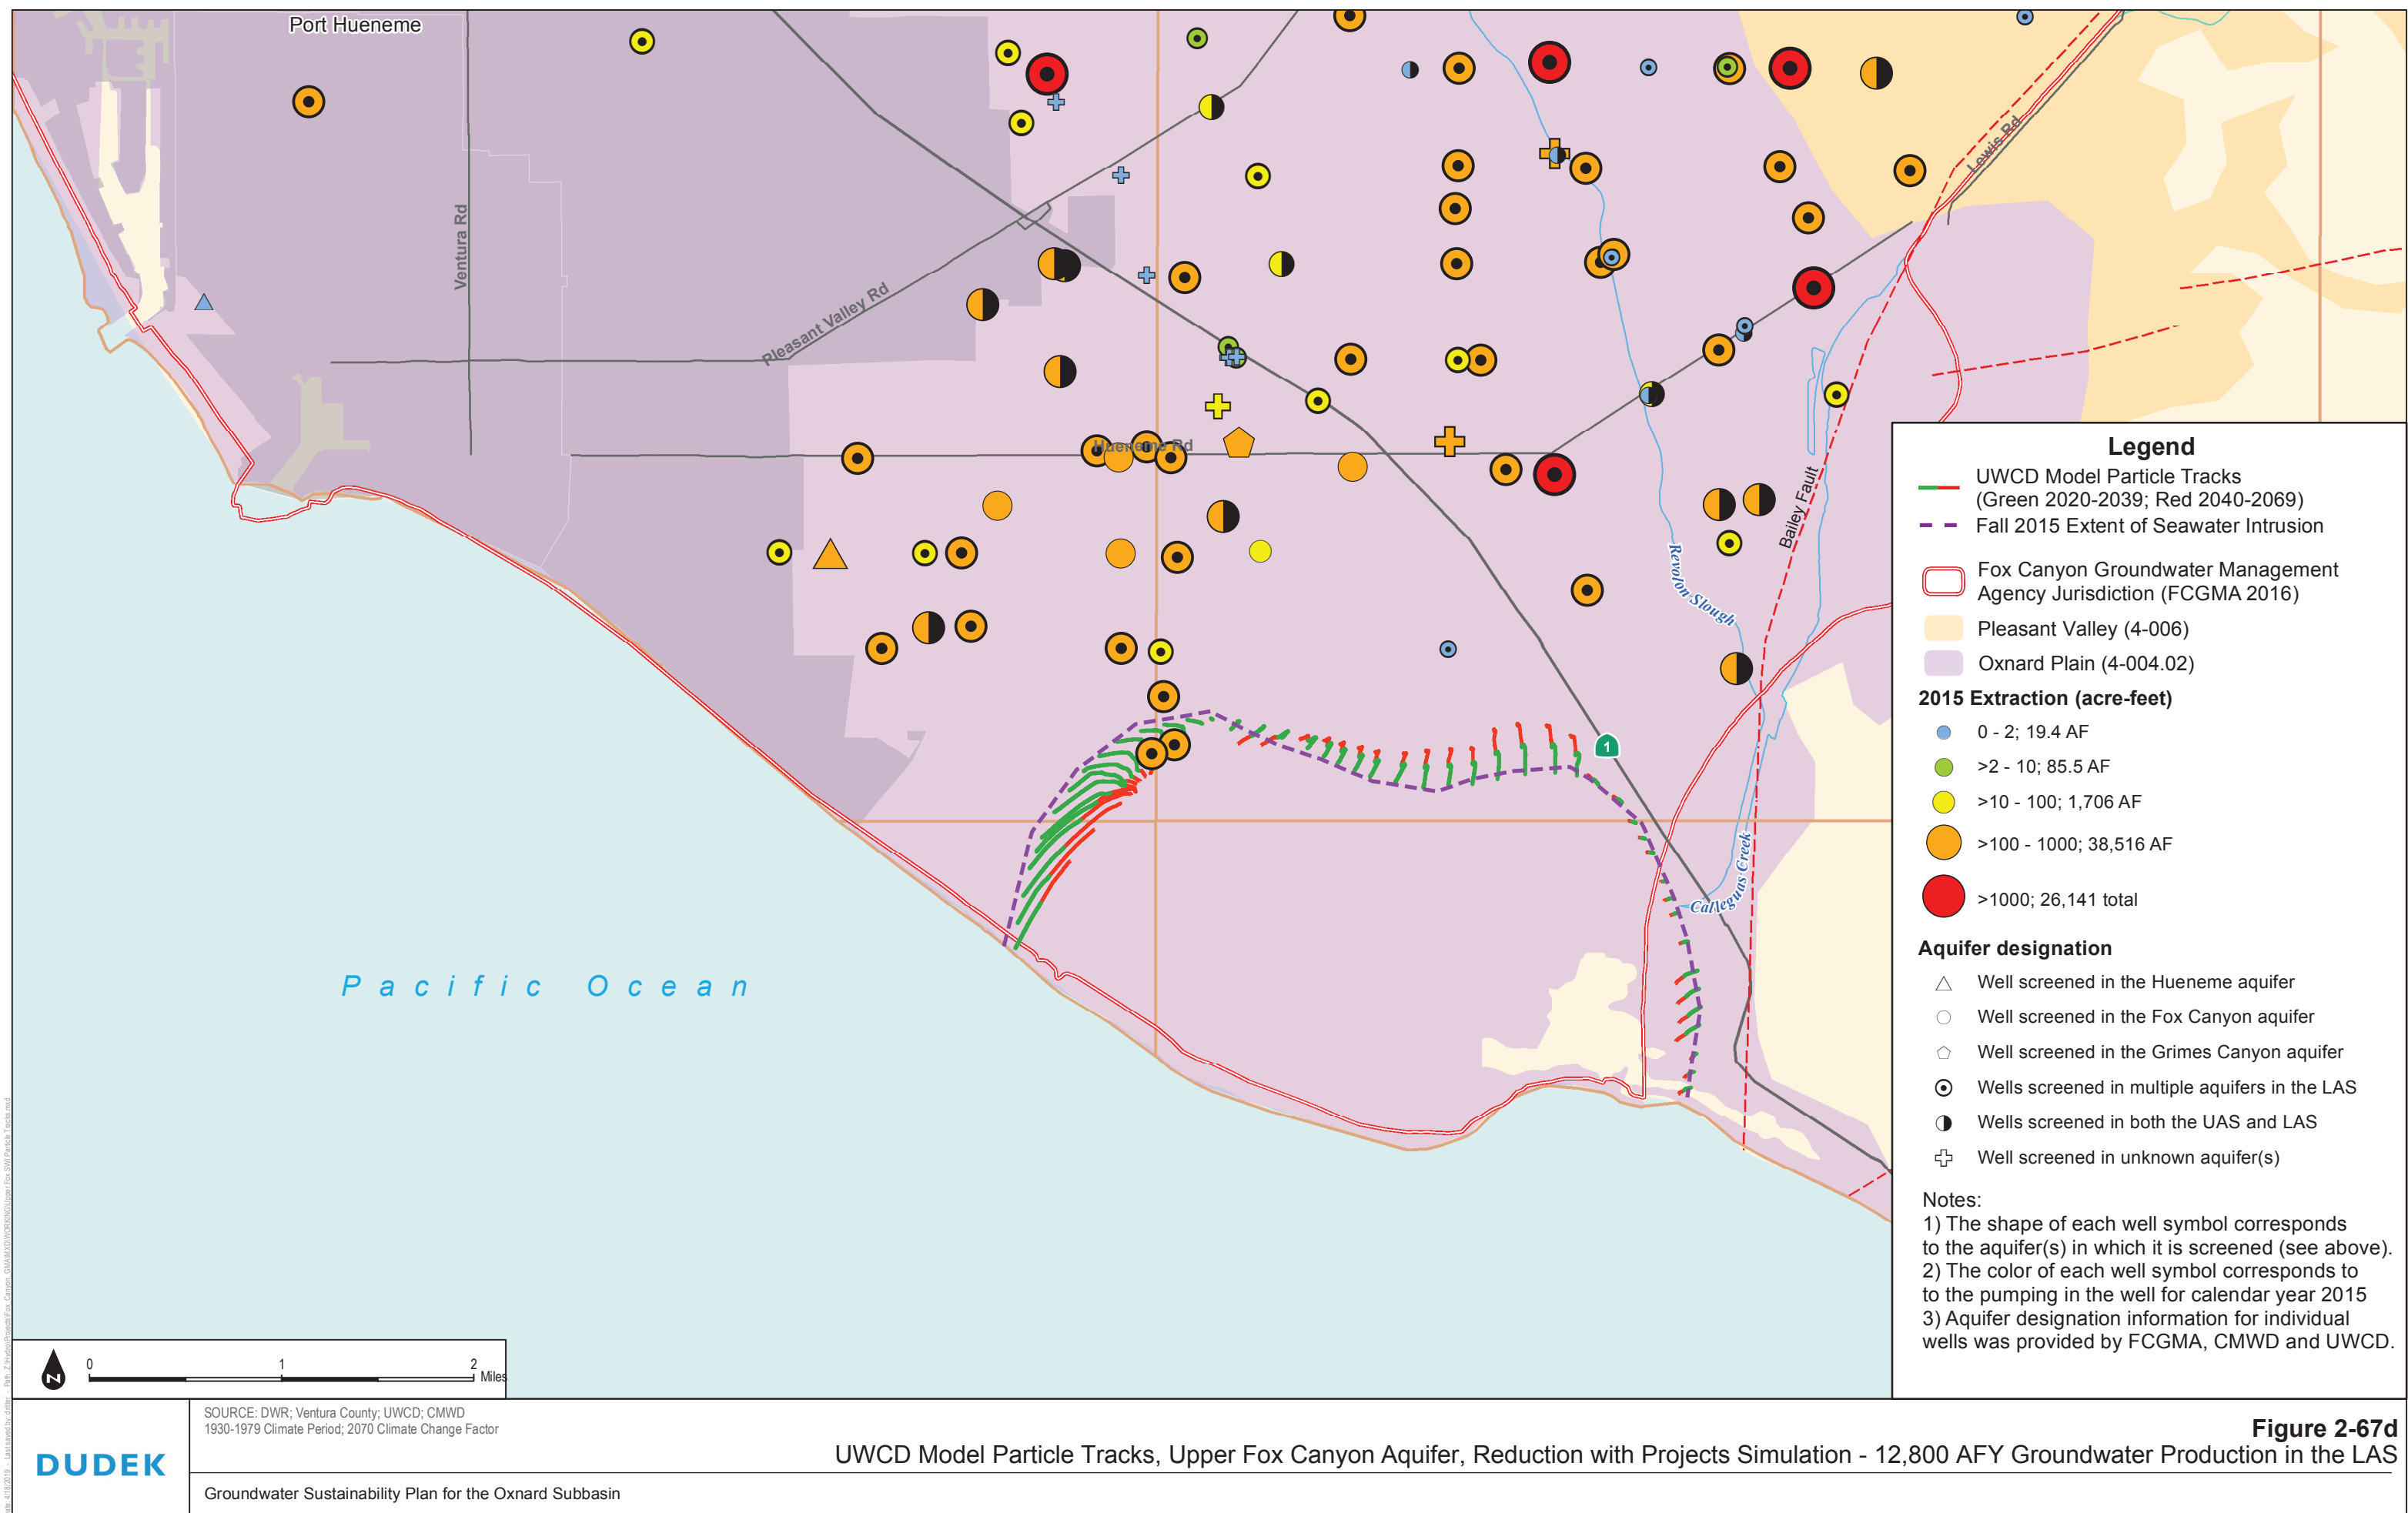 Port Hueneme
Ventura Rd
Pleasant Valley Rd
Hueneme Rd
Lewis Rd
Bailey Fault
Revolon Slough
Calleguas Creek
1
Pacific Ocean
Legend
UWCD Model Particle Tracks
(Green 2020-2039; Red 2040-2069)
Fall 2015 Extent of Seawater Intrusion
Fox Canyon Groundwater Management
Agency Jurisdiction (FCGMA 2016)
Pleasant Valley (4-006)
Oxnard Plain (4-004.02)
2015 Extraction (acre-feet)
0 - 2; 19.4 AF
>2 - 10; 85.5 AF
>10 - 100; 1,706 AF
>100 - 1000; 38,516 AF
>1000; 26,141 total
Aquifer designation
Well screened in the Hueneme aquifer
Well screened in the Fox Canyon aquifer
Well screened in the Grimes Canyon aquifer
Wells screened in multiple aquifers in the LAS
Wells screened in both the UAS and LAS
Well screened in unknown aquifer(s)
Notes:
1) The shape of each well symbol corresponds
to the aquifer(s) in which it is screened (see above).
2) The color of each well symbol corresponds to
to the pumping in the well for calendar year 2015
3) Aquifer designation information for individual
wells was provided by FCGMA, CMWD and UWCD.
N
0 1 2
Miles
DUDEK
SOURCE: DWR; Ventura County; UWCD; CMWD
1930-1979 Climate Period; 2070 Climate Change Factor
Figure 2-67d
UWCD Model Particle Tracks, Upper Fox Canyon Aquifer, Reduction with Projects Simulation - 12,800 AFY Groundwater Production in the LAS
Groundwater Sustainability Plan for the Oxnard Subbasin